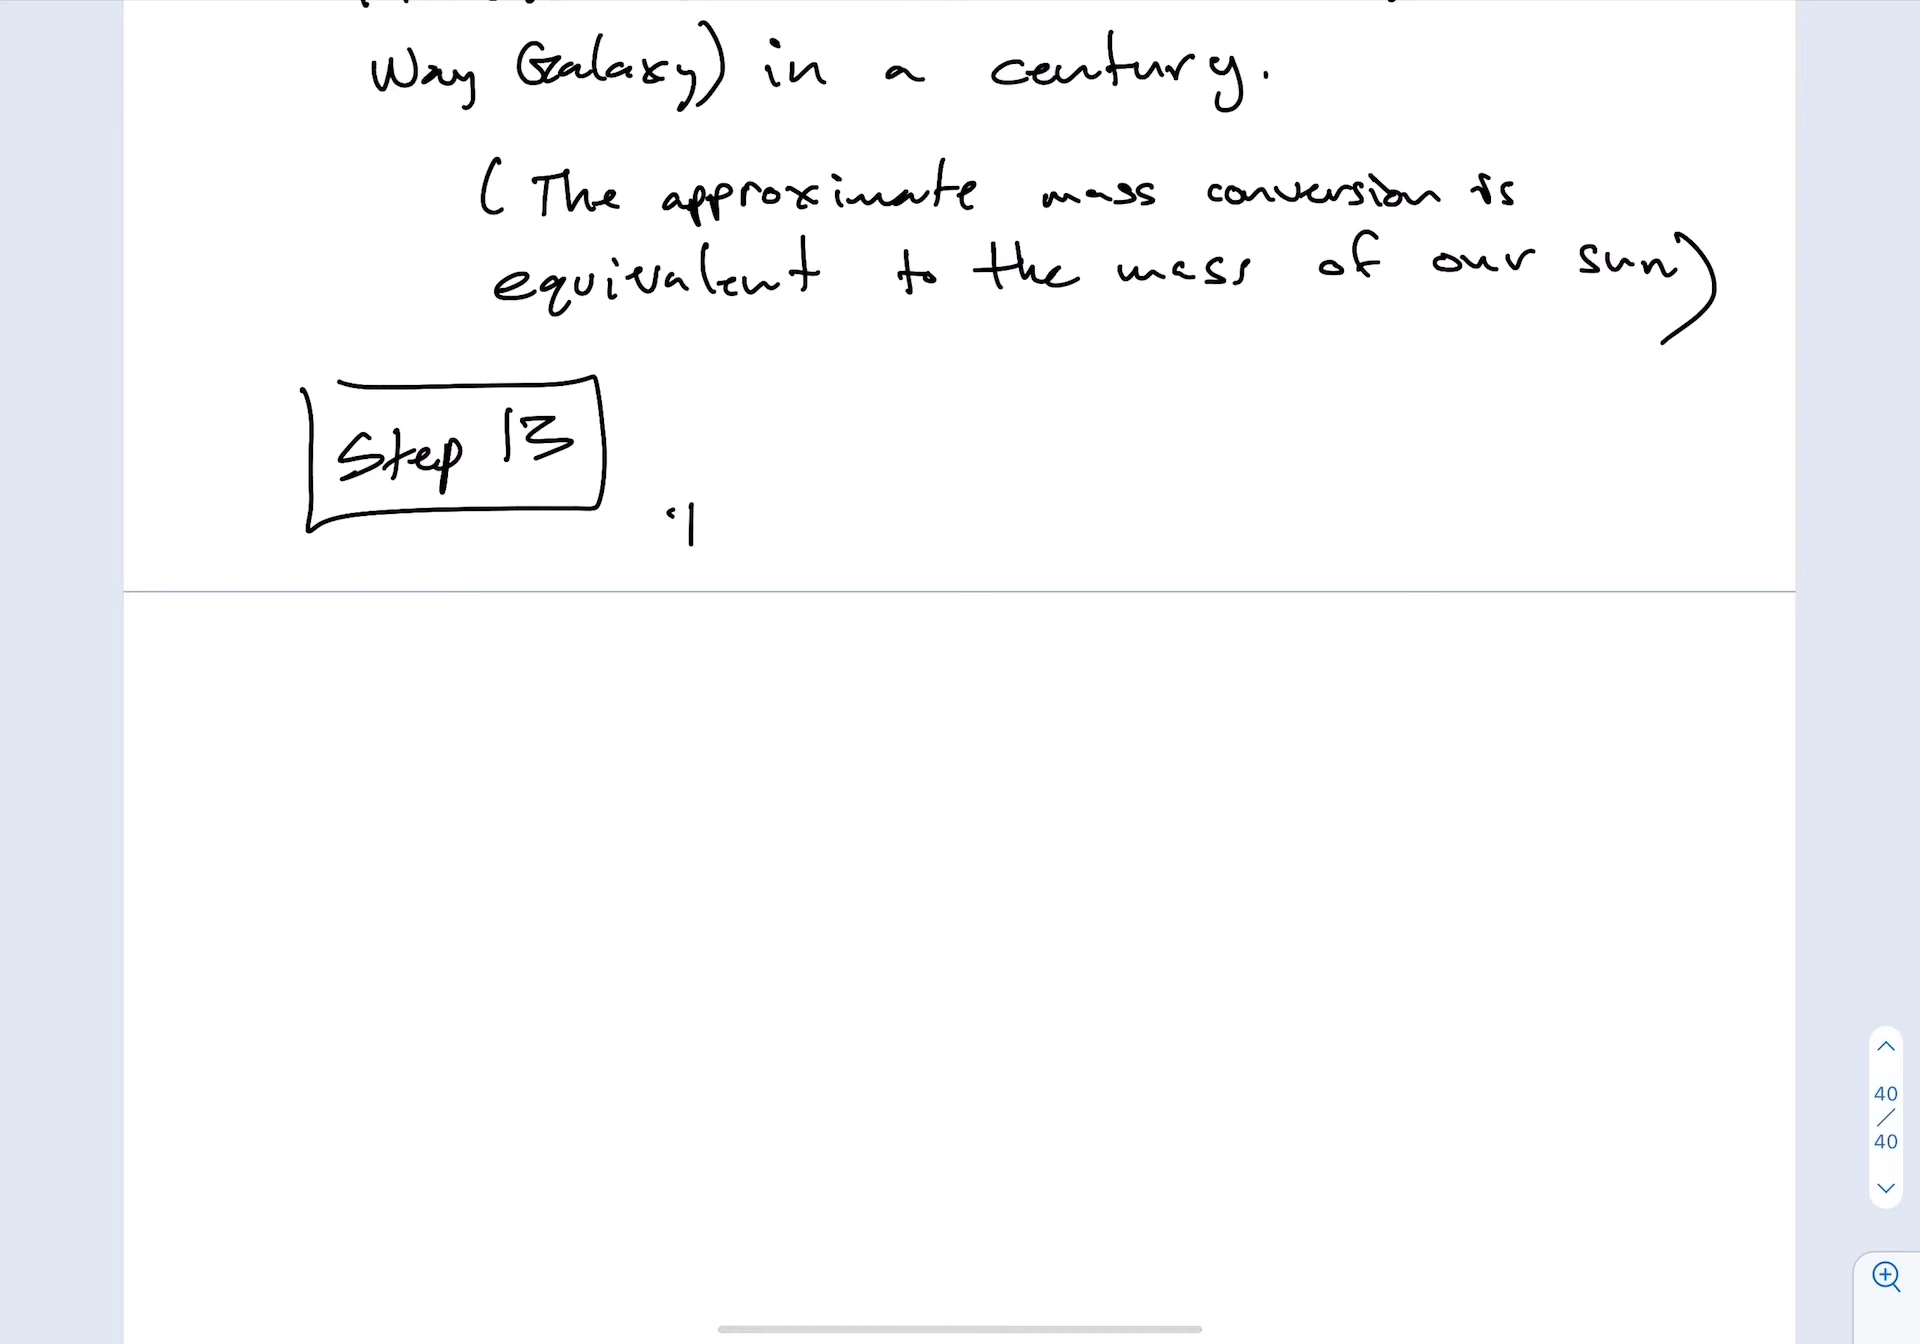 Way Galaxy) in a century.
(The approximate mass conversion is
equivalent to the mass of our sun)
Step 13
40
/
40